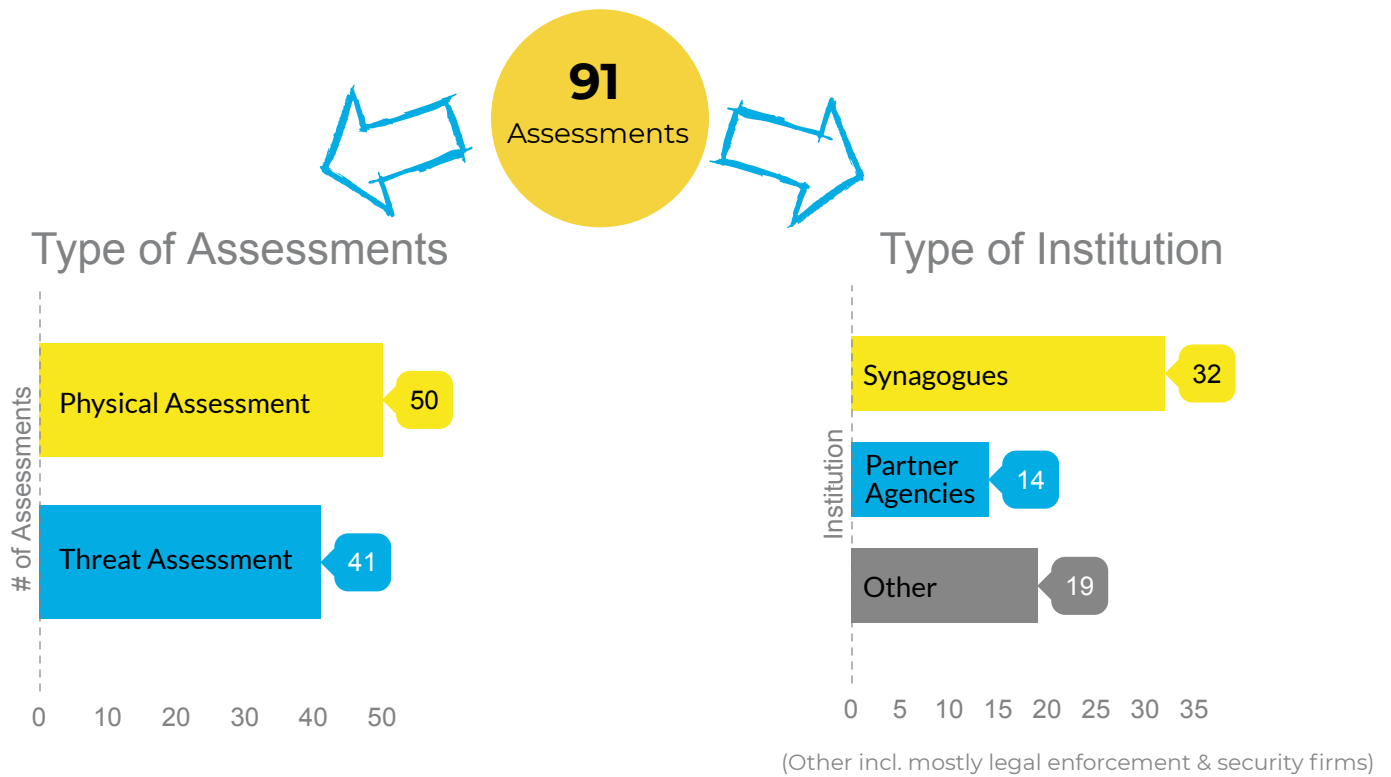 91
Assessments
Type of Assessments
# of Assessments
Physical Assessment
50
Threat Assessment
41
0 10 20 30 40 50
Type of Institution
Institution
Synagogues
32
Partner
Agencies
14
Other
19
0 5 10 15 20 25 30 35
(Other incl. mostly legal enforcement & security firms)